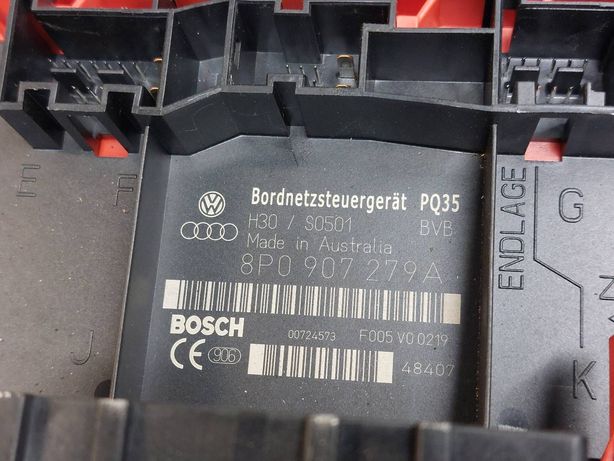 Bordnetzsteuergerät PQ35
H30 / S0501 BVB
Made in Australia
8P0 907 279A
BOSCH 00724573 F005 V0 0219
CE 906 48407
E F
J
ENDLAGE
G
N
K